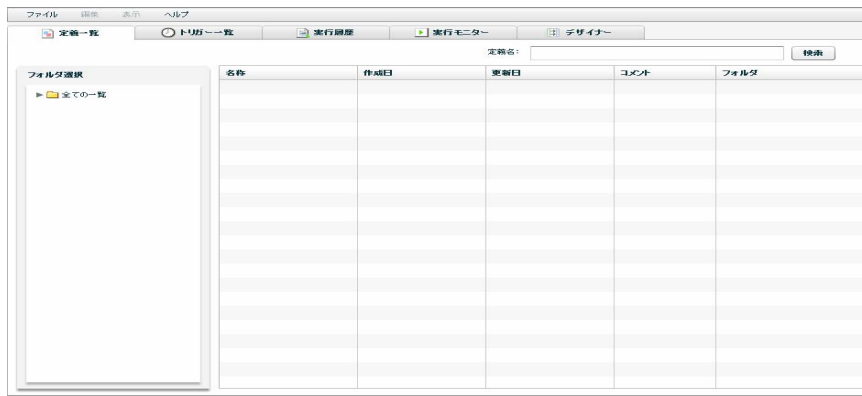 ファイル 編集 表示 ヘルプ
定義一覧 トリガー一覧 実行履歴 実行モニター デザイナー
定義名: 検索
フォルダ選択 名称 作成日 更新日 コメント フォルダ
全ての一覧